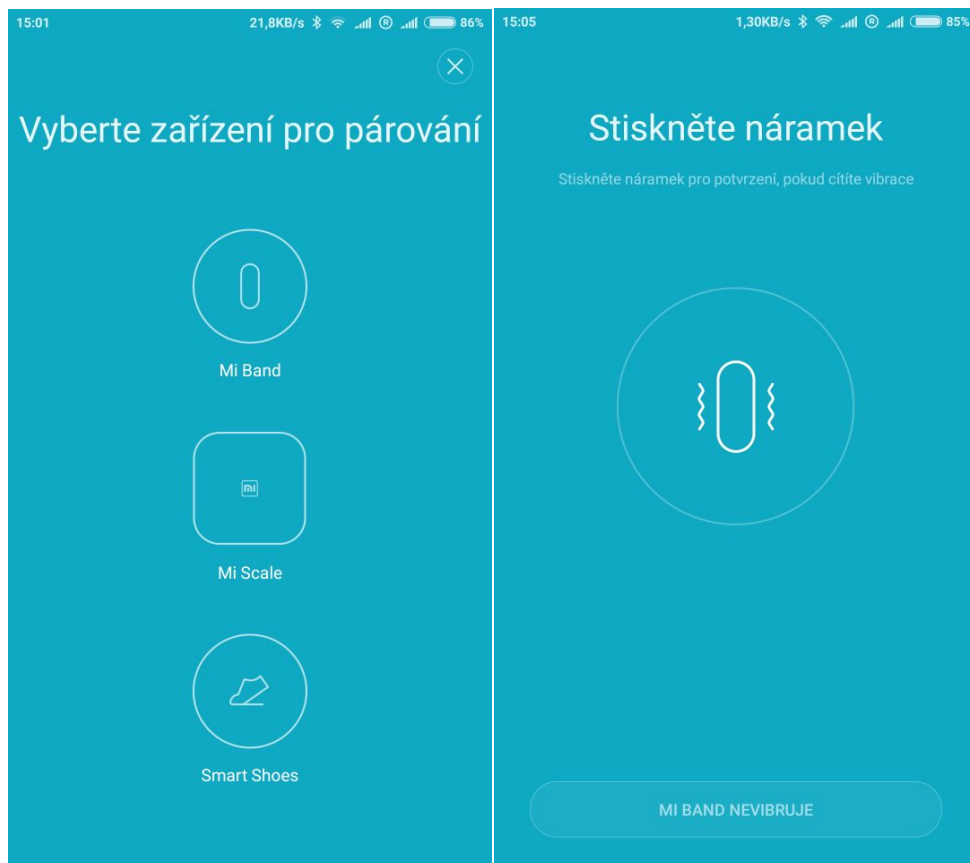 15:01 21,8KB/s R 86%
Vyberte zařízení pro párování
Mi Band
mi
Mi Scale
Smart Shoes
15:05 1,30KB/s R 85%
Stiskněte náramek
Stiskněte náramek pro potvrzení, pokud cítíte vibrace
MI BAND NEVIBRUJE